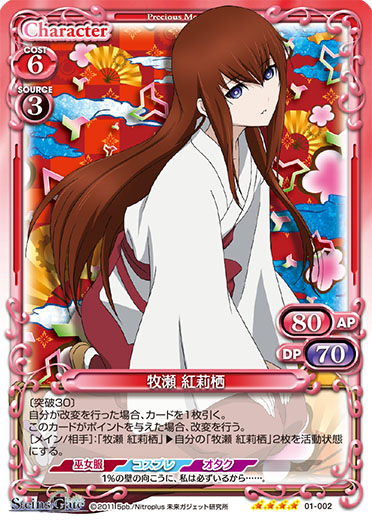 Precious Me
Character
COST
6
SOURCE
3
80 AP
DP 70
牧瀬 紅莉栖
〔突破30〕
自分が改変を行った場合、カードを1枚引く。
このカードがポイントを与えた場合、改変を行う。
[メイン/相手]:「牧瀬 紅莉栖」▶自分の「牧瀬 紅莉栖」2枚を活動状態
にする。
巫女服 コスプレ オタク
1%の壁の向こうに、私は必ずいるから……。
Steins;Gate
©2011 5pb./Nitroplus 未来ガジェット研究所
01-002